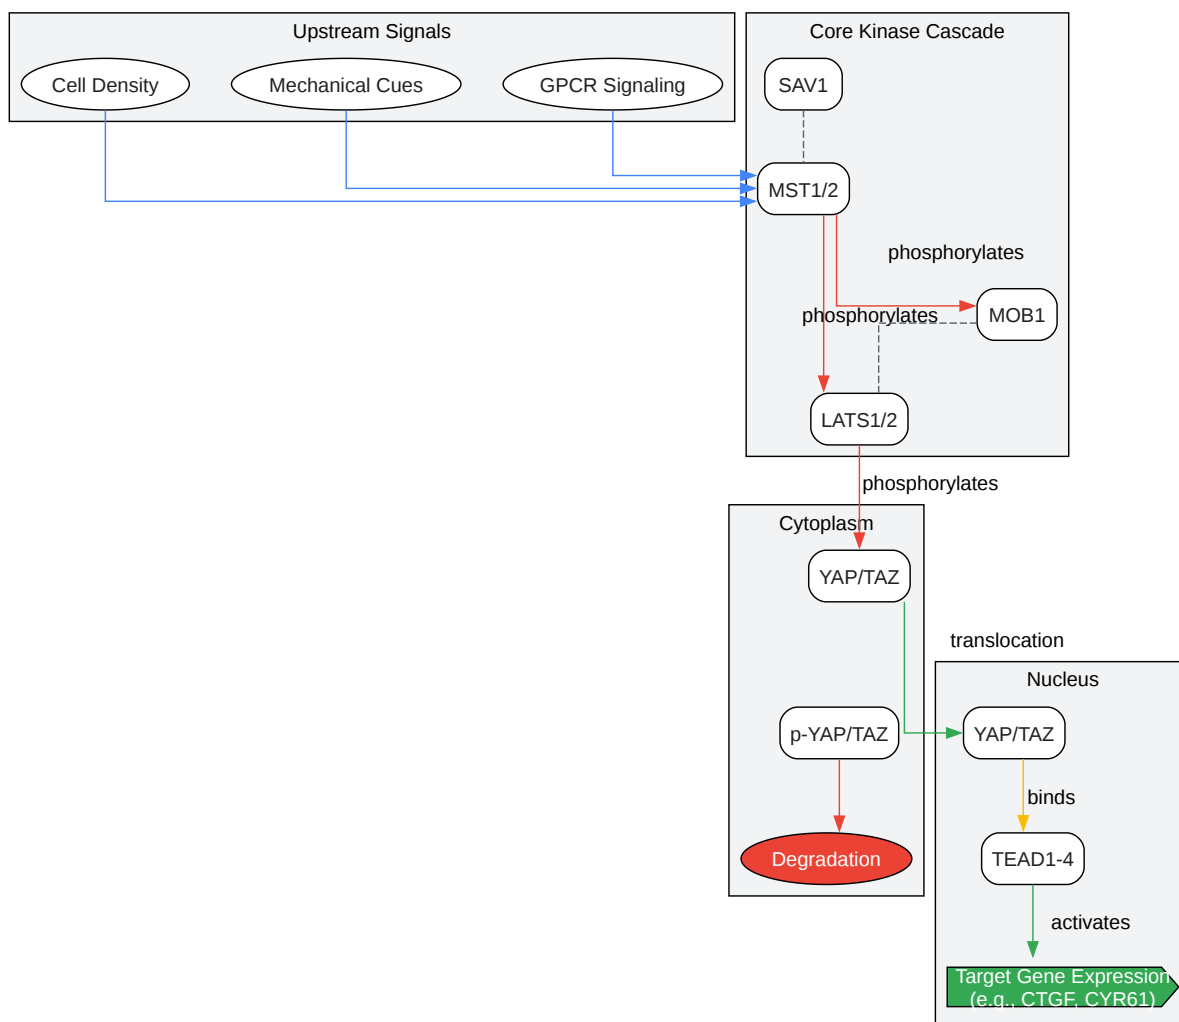 Upstream Signals
Core Kinase Cascade
Cell Density
Mechanical Cues
GPCR Signaling
SAV1
MST1/2
phosphorylates
MOB1
phosphorylates
LATS1/2
phosphorylates
Cytoplasm
YAP/TAZ
translocation
Nucleus
p-YAP/TAZ
YAP/TAZ
binds
Degradation
TEAD1-4
activates
Target Gene Expression
(e.g., CTGF, CYR61)